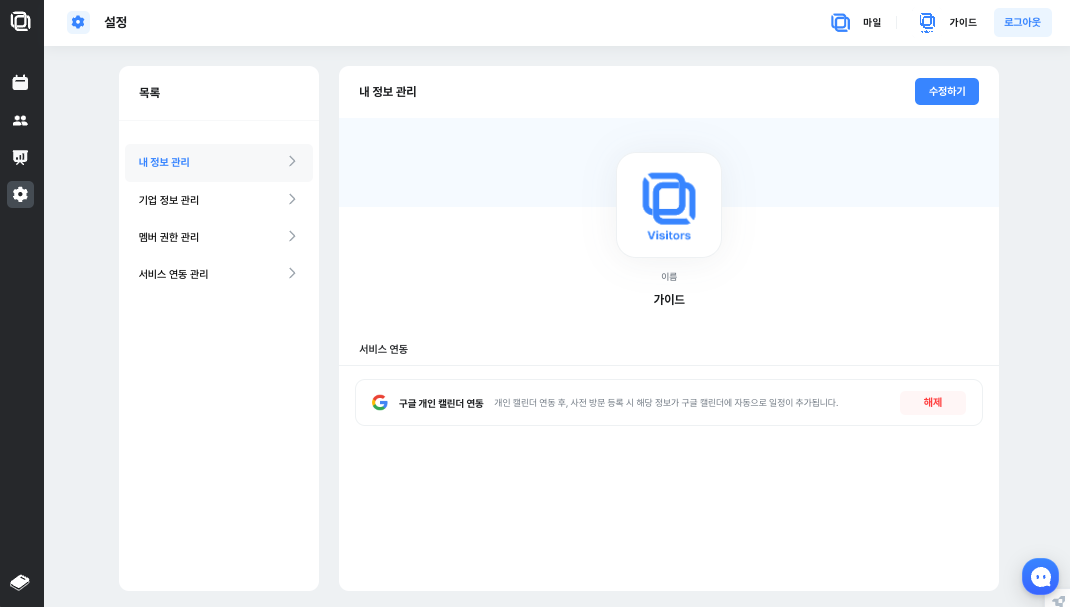 설정
마일
가이드
로그아웃
목록
내 정보 관리
기업 정보 관리
멤버 권한 관리
서비스 연동 관리
내 정보 관리
수정하기
Visitors
이름
가이드
서비스 연동
구글 개인 캘린더 연동 개인 캘린더 연동 후, 사전 방문 등록 시 해당 정보가 구글 캘린더에 자동으로 일정이 추가됩니다. 해제